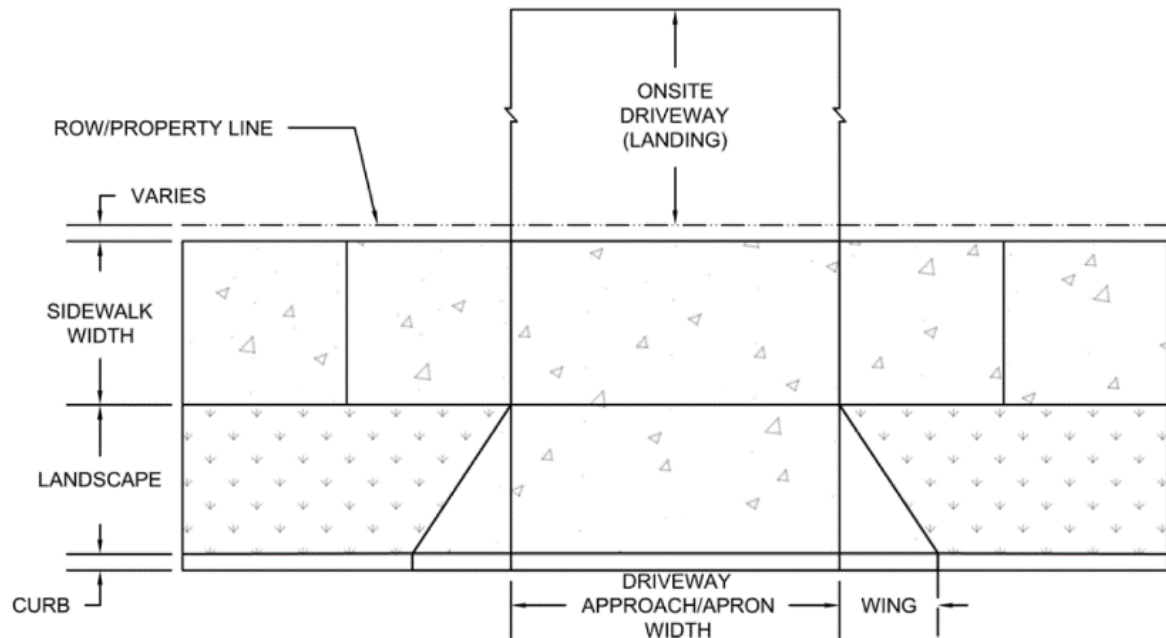 ONSITE
DRIVEWAY
(LANDING)
ROW/PROPERTY LINE
VARIES
SIDEWALK
WIDTH
LANDSCAPE
CURB
DRIVEWAY
APPROACH/APRON
WIDTH
WING